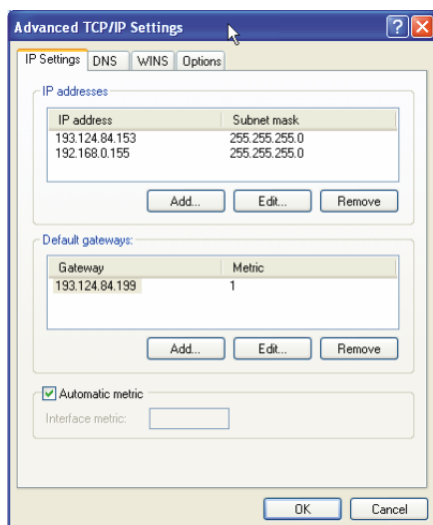 Advanced TCP/IP Settings
IP Settings DNS WINS Options
IP addresses
IP address Subnet mask
193.124.84.153 255.255.255.0
192.168.0.155 255.255.255.0
Add... Edit... Remove
Default gateways:
Gateway Metric
193.124.84.199 1
Add... Edit... Remove
Automatic metric
Interface metric:
OK Cancel